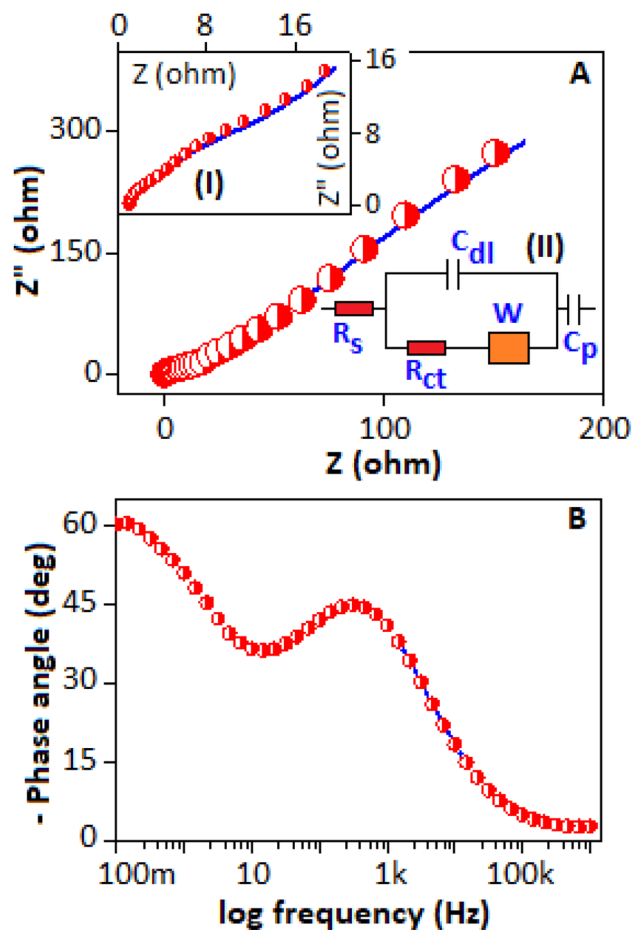 0 8 16
Z (ohm)
A
16
8
0
Z" (ohm)
(I)
300
150
0
Z" (ohm)
(II)
Cdl
W
Rs
Rct
Cp
0 100 200
Z (ohm)
B
60
45
30
15
0
- Phase angle (deg)
100m 10 1k 100k
log frequency (Hz)